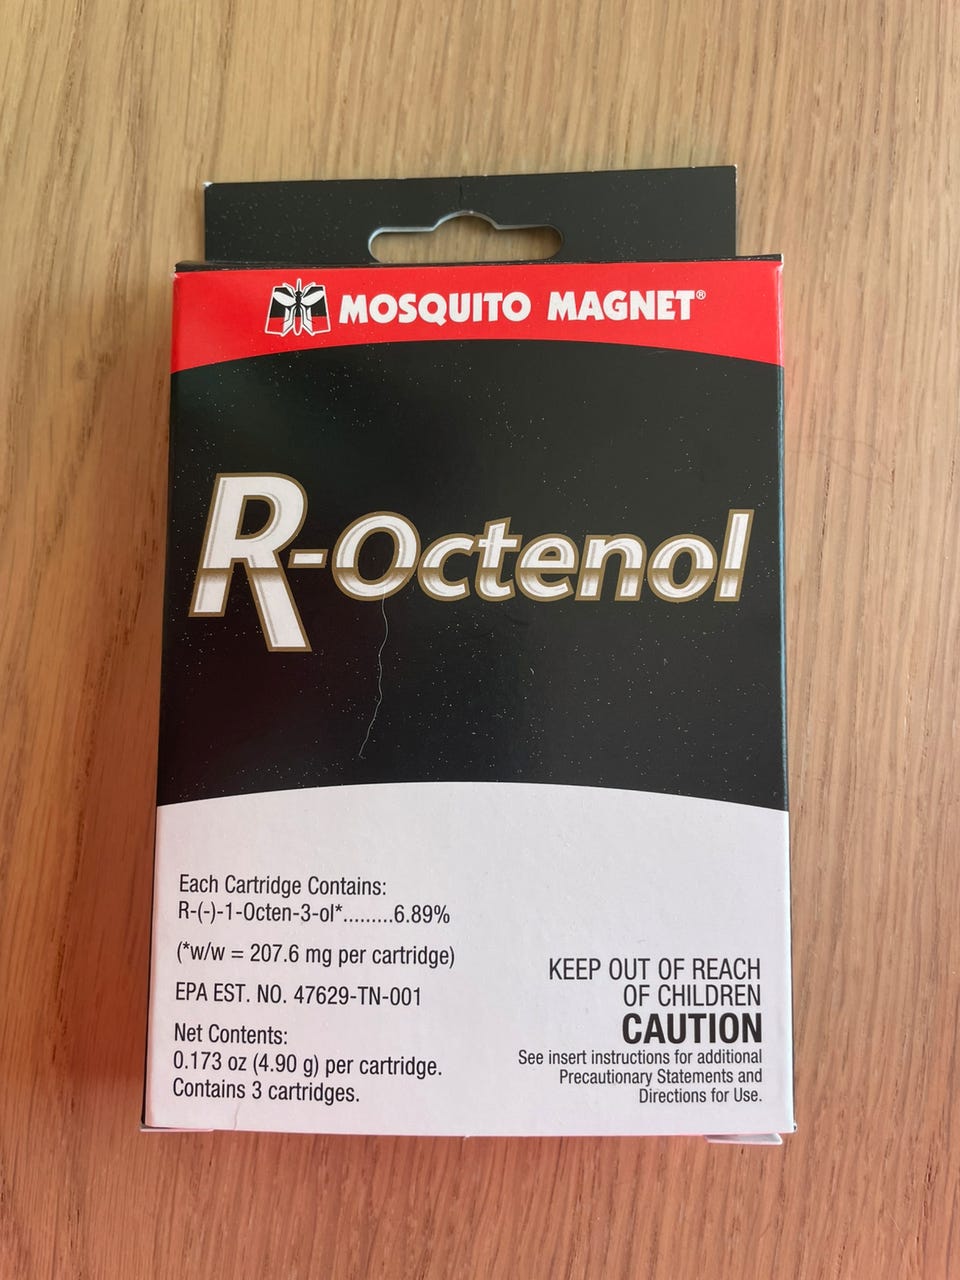 MOSQUITO MAGNET®
R-Octenol
Each Cartridge Contains:
R-(-)-1-Octen-3-ol*.........6.89%
(*w/w = 207.6 mg per cartridge)
EPA EST. NO. 47629-TN-001
Net Contents:
0.173 oz (4.90 g) per cartridge.
Contains 3 cartridges.
KEEP OUT OF REACH
OF CHILDREN
CAUTION
See insert instructions for additional
Precautionary Statements and
Directions for Use.